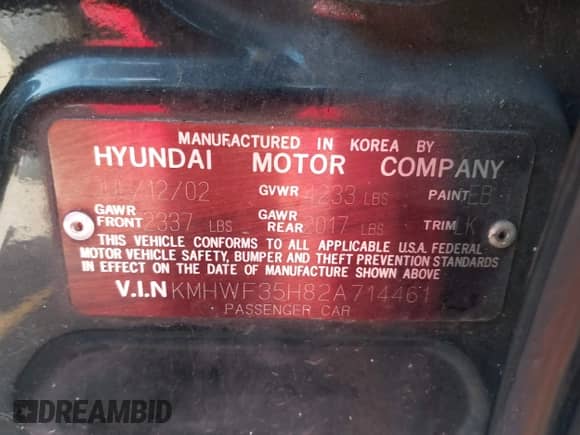 MANUFACTURED IN KOREA BY
HYUNDAI MOTOR COMPANY
/12/02 GVWR 4233 LBS PAINT EB
GAWR FRONT 2337 LBS GAWR REAR 2017 LBS TRIM LK
THIS VEHICLE CONFORMS TO ALL APPLICABLE U.S.A. FEDERAL
MOTOR VEHICLE SAFETY, BUMPER AND THEFT PREVENTION STANDARDS
IN EFFECT ON THE DATE OF MANUFACTURE SHOWN ABOVE
V.I.N KMHWF35H82A714461
PASSENGER CAR
DREAMBID